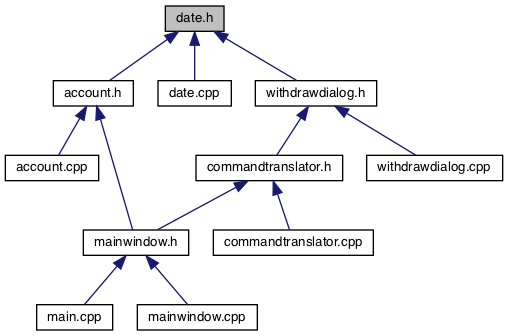 date.h
account.h
date.cpp
withdrawdialog.h
account.cpp
commandtranslator.h
withdrawdialog.cpp
mainwindow.h
commandtranslator.cpp
main.cpp
mainwindow.cpp